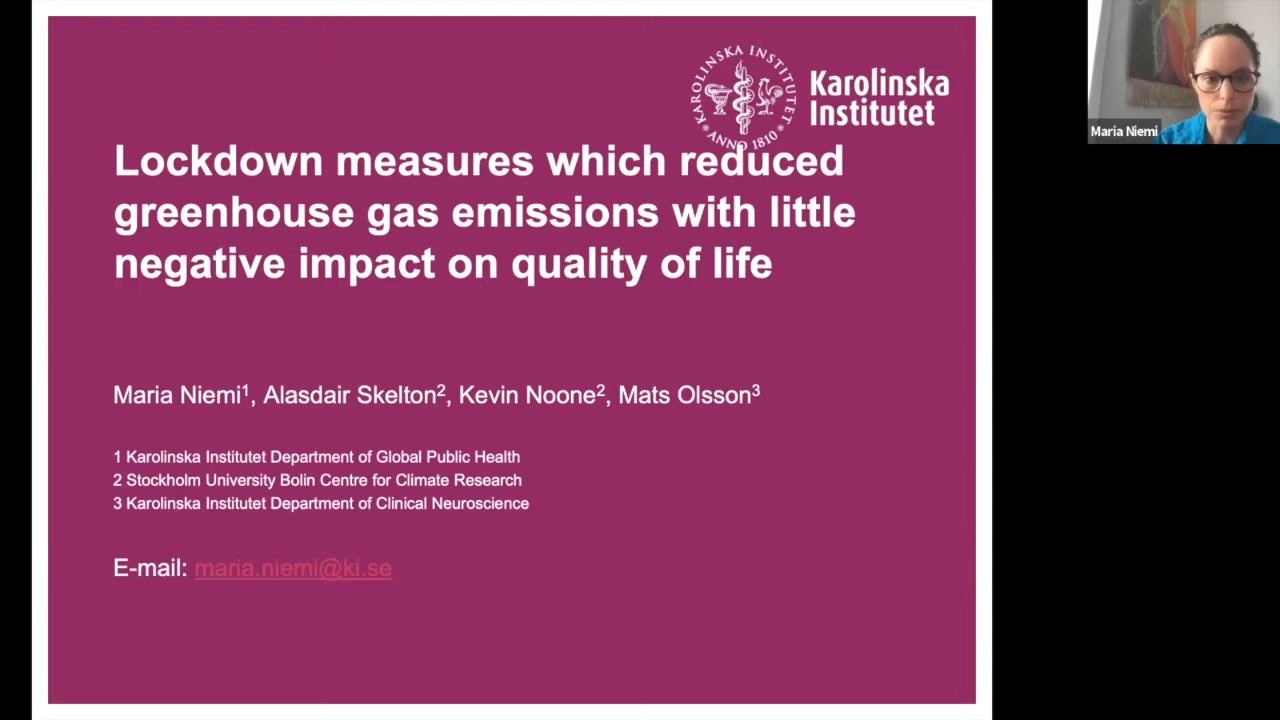 KAROLINSKA INSTITUTET
ANNO 1810
Karolinska
Institutet
Maria Niemi
Lockdown measures which reduced
greenhouse gas emissions with little
negative impact on quality of life
Maria Niemi¹, Alasdair Skelton², Kevin Noone², Mats Olsson³
1 Karolinska Institutet Department of Global Public Health
2 Stockholm University Bolin Centre for Climate Research
3 Karolinska Institutet Department of Clinical Neuroscience
E-mail: maria.niemi@ki.se